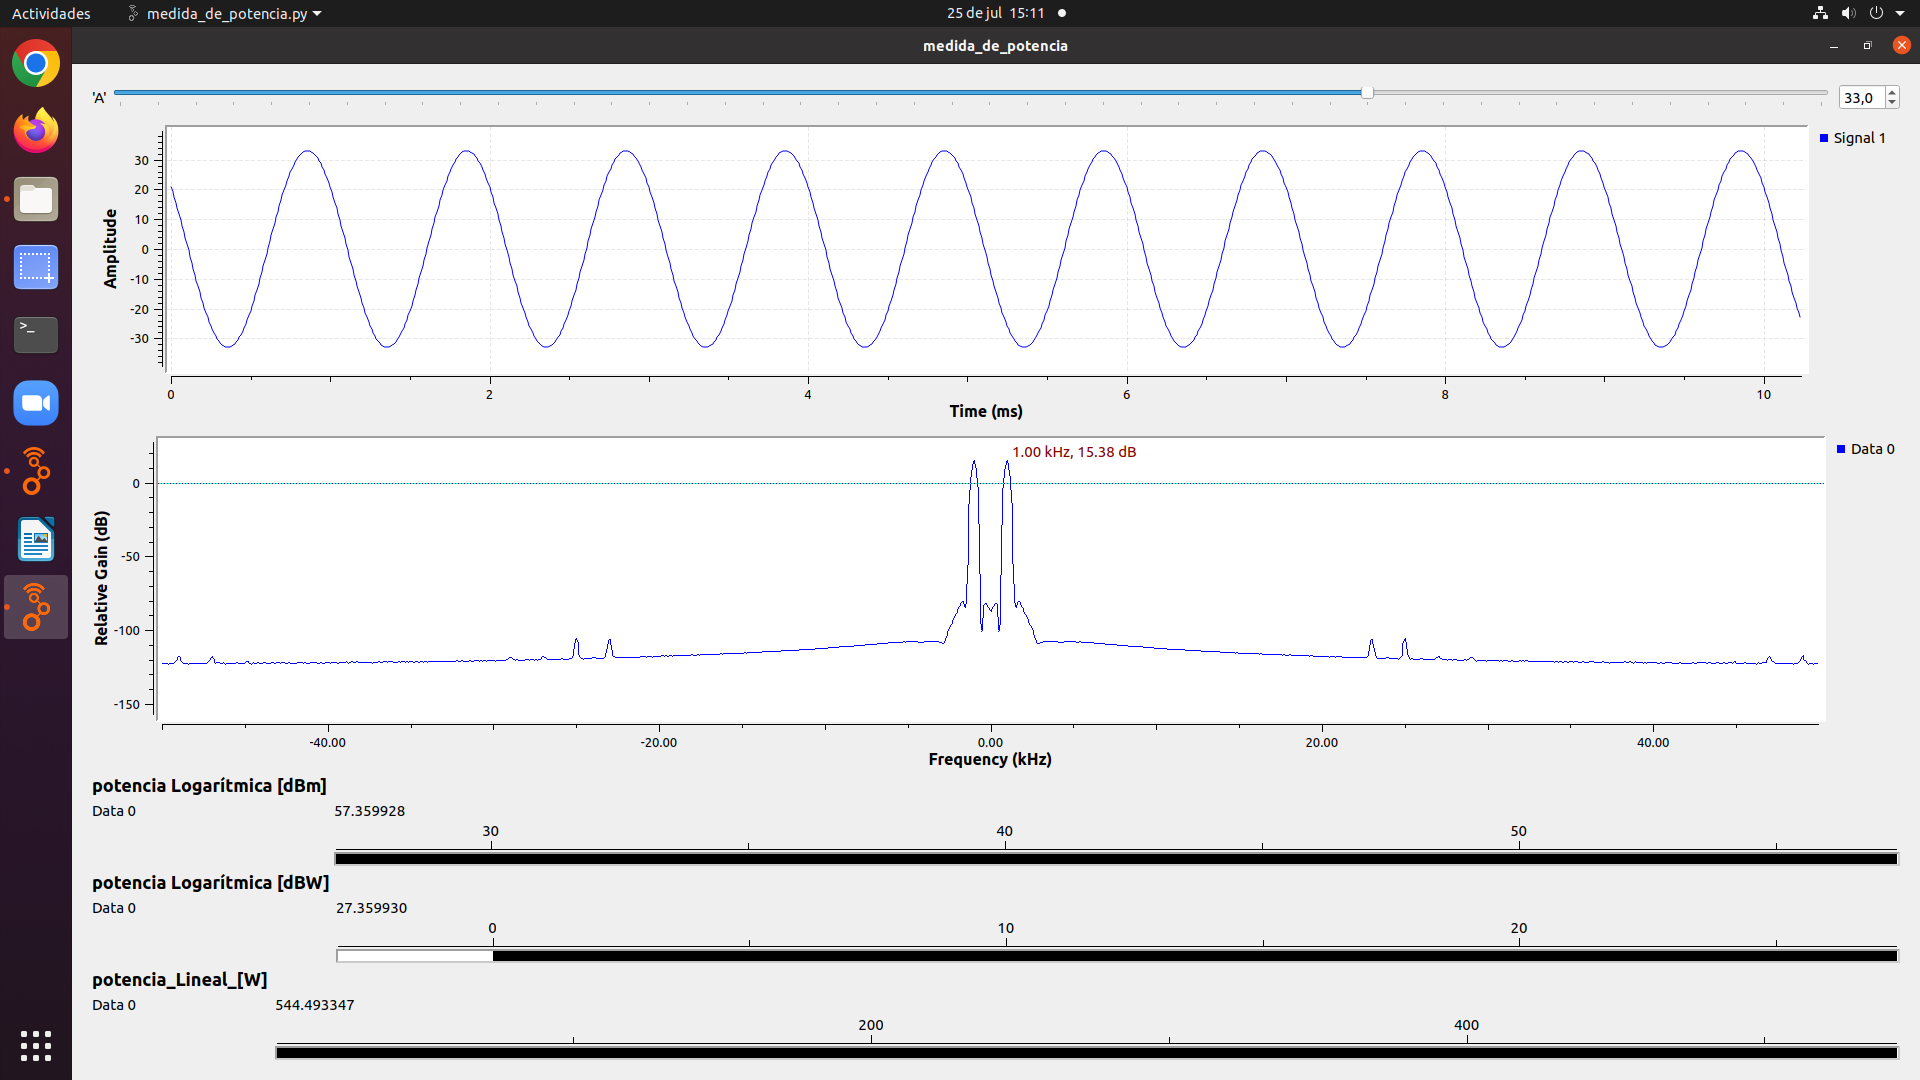 Actividades medida_de_potencia.py 25 de jul 15:11
medida_de_potencia
'A' 33,0
Signal 1
Amplitude
30
20
10
0
-10
-20
-30
0 2 4 6 8 10
Time (ms)
1.00 kHz, 15.38 dB
Data 0
Relative Gain (dB)
0
-50
-100
-150
-40.00 -20.00 0.00 20.00 40.00
Frequency (kHz)
potencia Logarítmica [dBm]
Data 0 57.359928
30 40 50
potencia Logarítmica [dBW]
Data 0 27.359930
0 10 20
potencia_Lineal_[W]
Data 0 544.493347
200 400